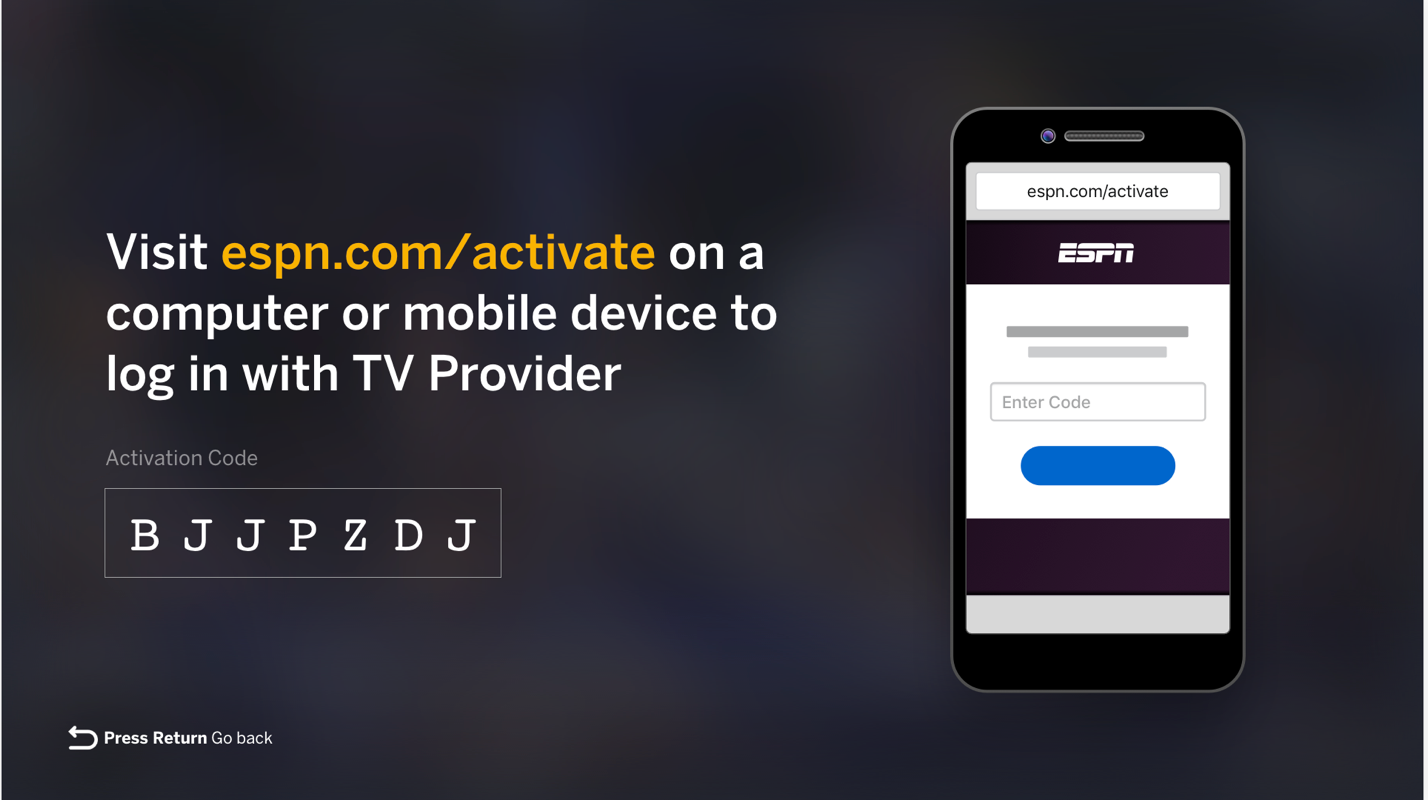 Visit espn.com/activate on a
computer or mobile device to
log in with TV Provider
Activation Code
B J J P Z D J
Press Return Go back
espn.com/activate
ESPN
Enter Code